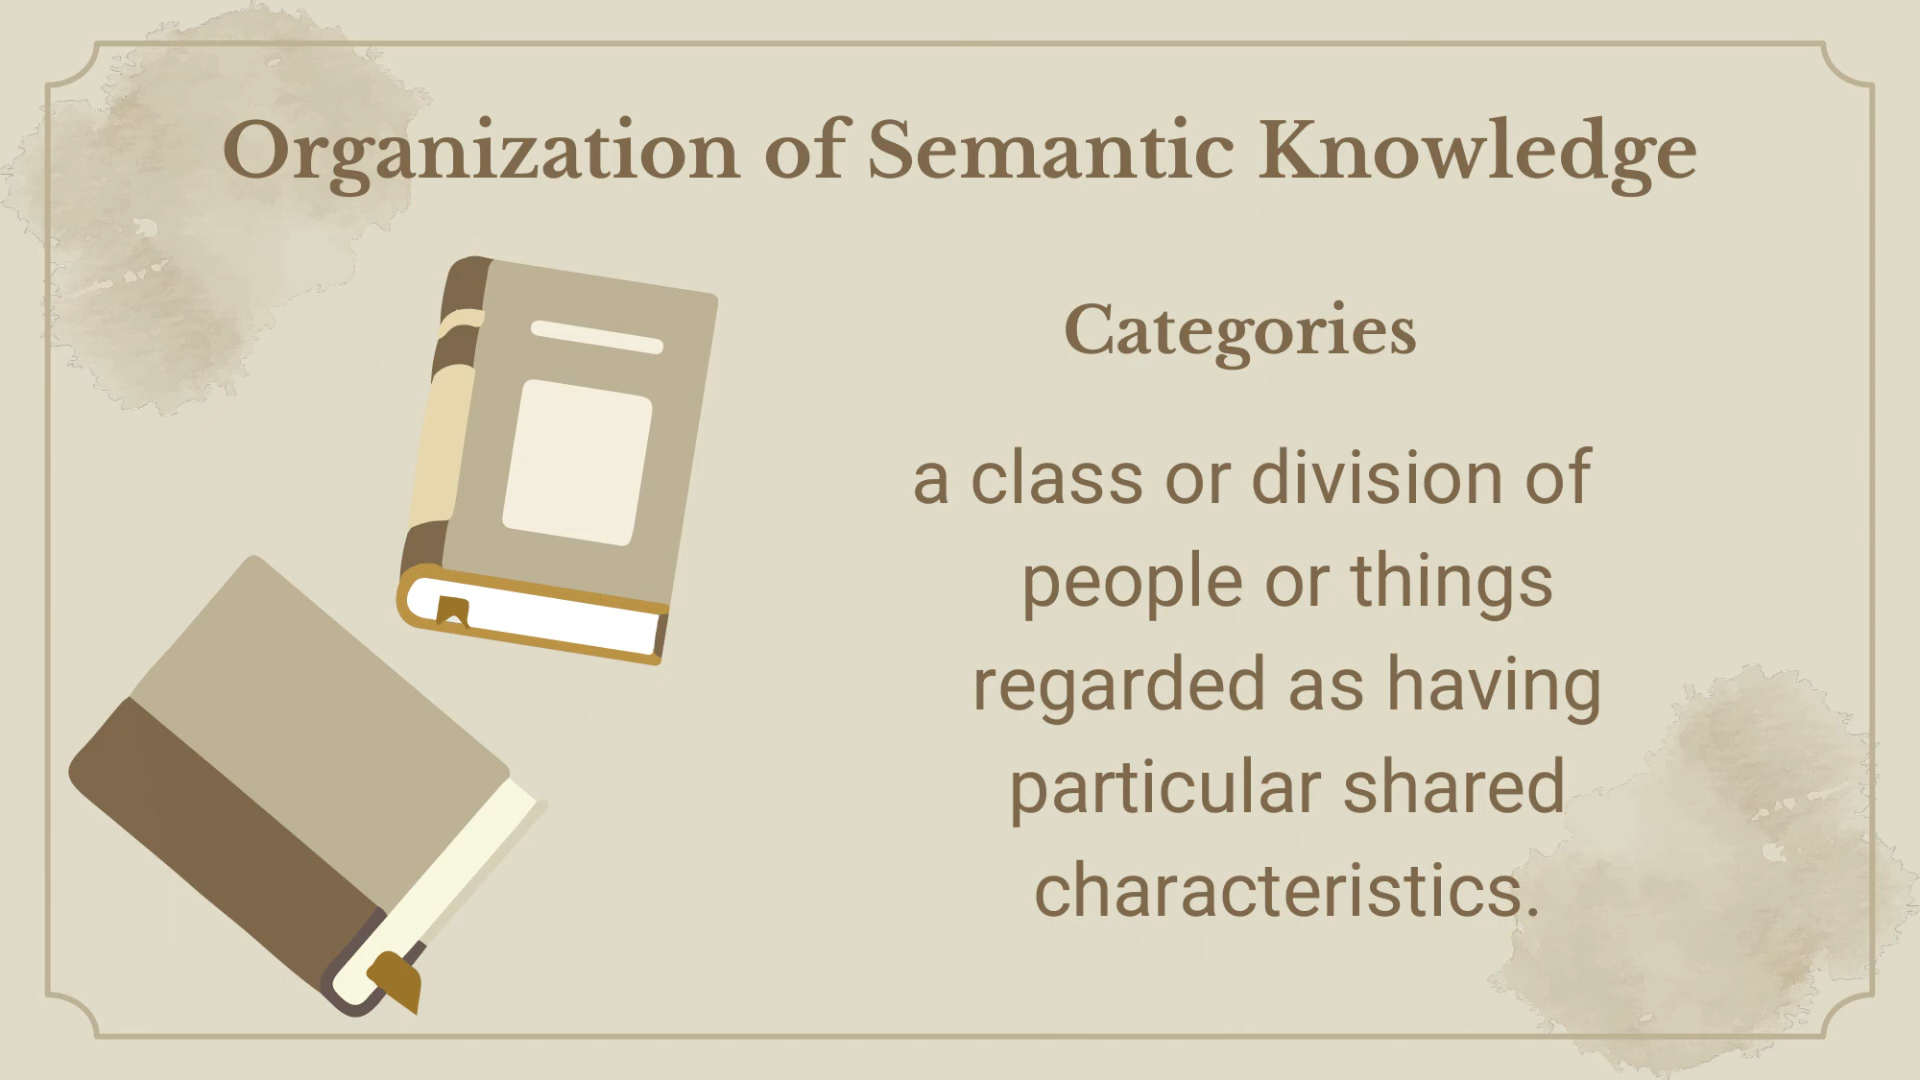 Organization of Semantic Knowledge
Categories
a class or division of
people or things
regarded as having
particular shared
characteristics.